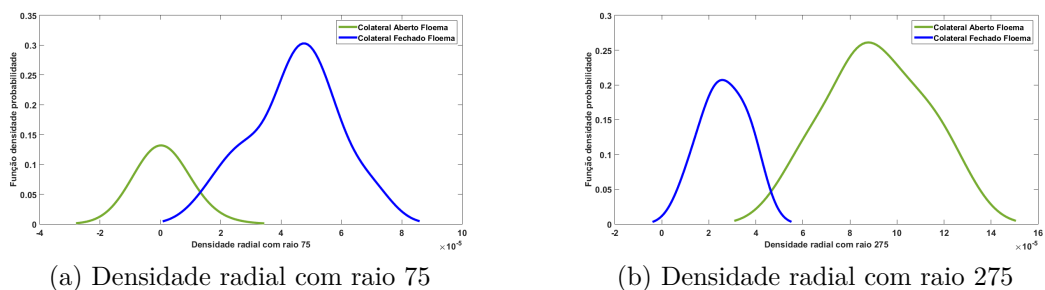 0.35
0.3
0.25
0.2
0.15
0.1
0.05
0
Função densidade probabilidade
Colateral Aberto Floema
Colateral Fechado Floema
-4 -2 0 2 4 6 8 10
×10⁻⁵
Densidade radial com raio 75
(a) Densidade radial com raio 75
0.3
0.25
0.2
0.15
0.1
0.05
0
Função densidade probabilidade
Colateral Aberto Floema
Colateral Fechado Floema
-4 -2 0 2 4 6 8 10 12 14 16
×10⁻⁵
Densidade radial com raio 275
(b) Densidade radial com raio 275